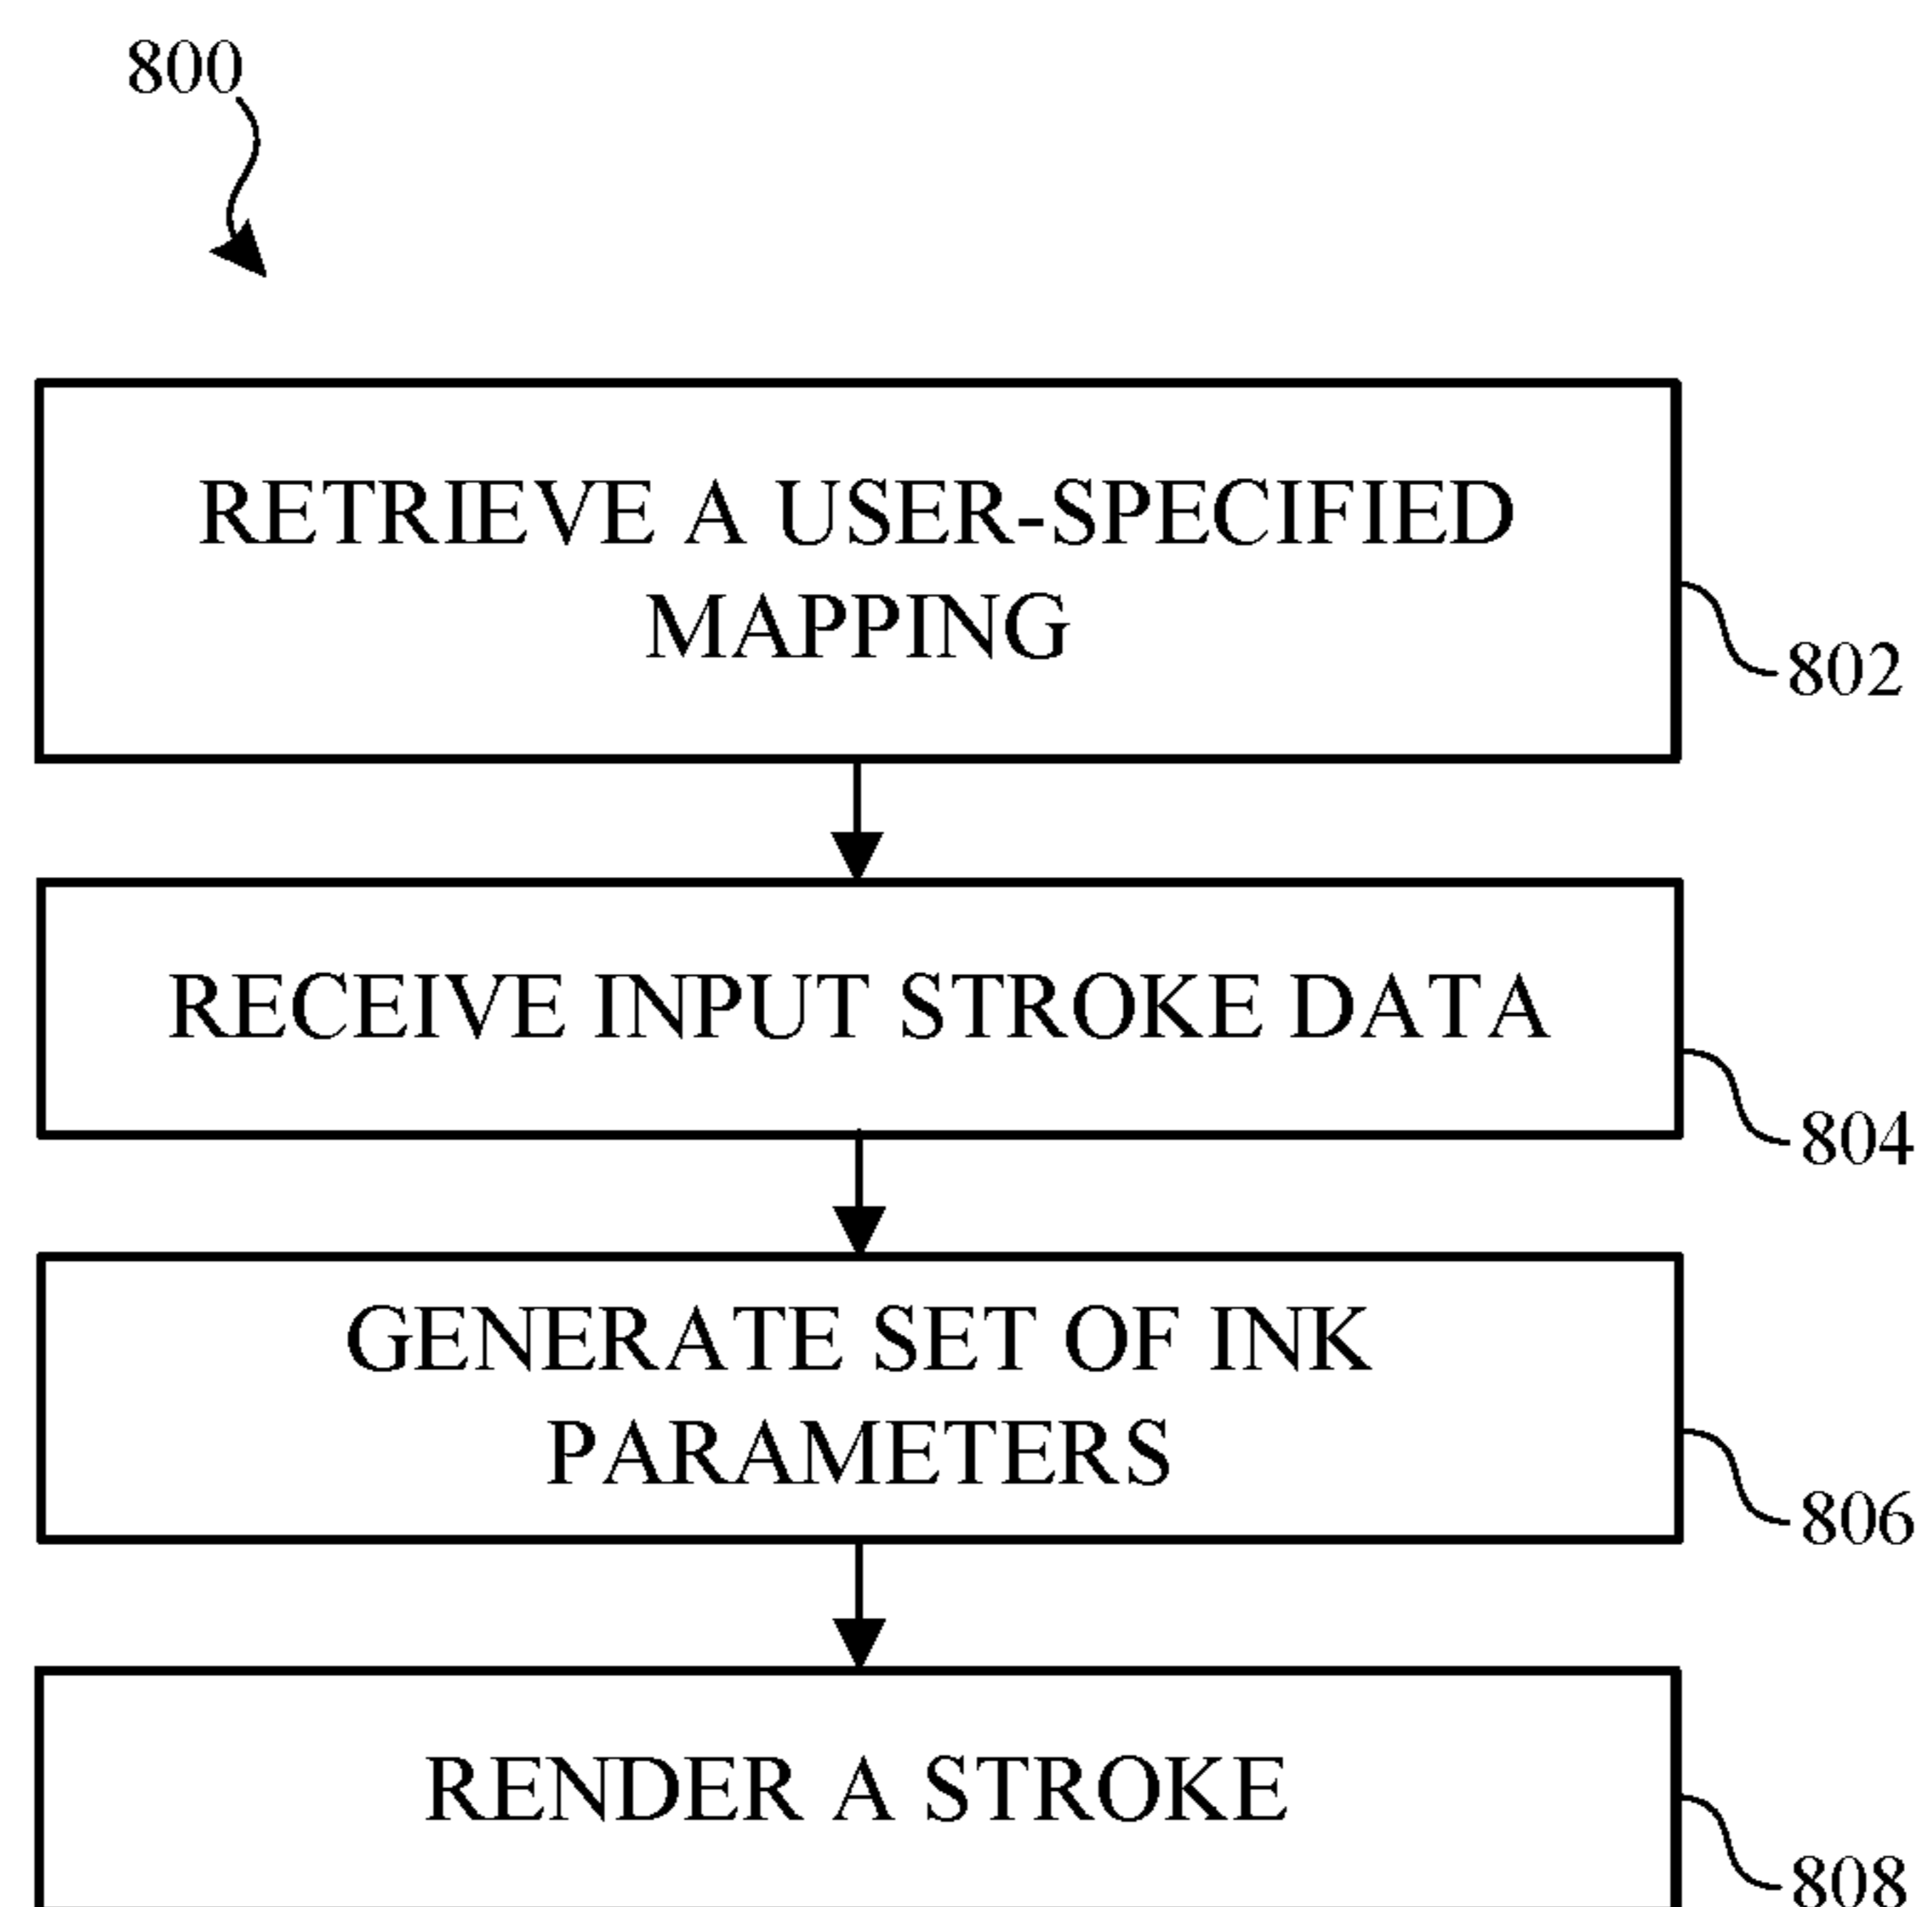 800
RETRIEVE A USER-SPECIFIED
MAPPING
802
RECEIVE INPUT STROKE DATA
804
GENERATE SET OF INK
PARAMETERS
806
RENDER A STROKE
808